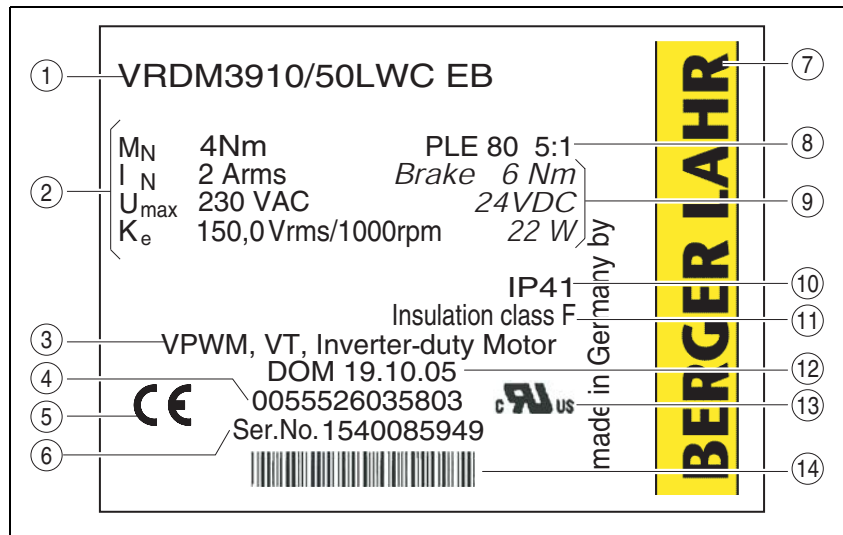 1 VRDM3910/50LWC EB 7
MN 4Nm PLE 80 5:1 8
2 IN 2 Arms Brake 6 Nm 9
Umax 230 VAC 24VDC
Ke 150,0 Vrms/1000rpm 22 W
IP41 10
Insulation class F 11
3 VPWM, VT, Inverter-duty Motor
DOM 19.10.05 12
4 0055526035803
5 CE c RU US 13
6 Ser.No. 1540085949
14
made in Germany by
BERGER LAHR